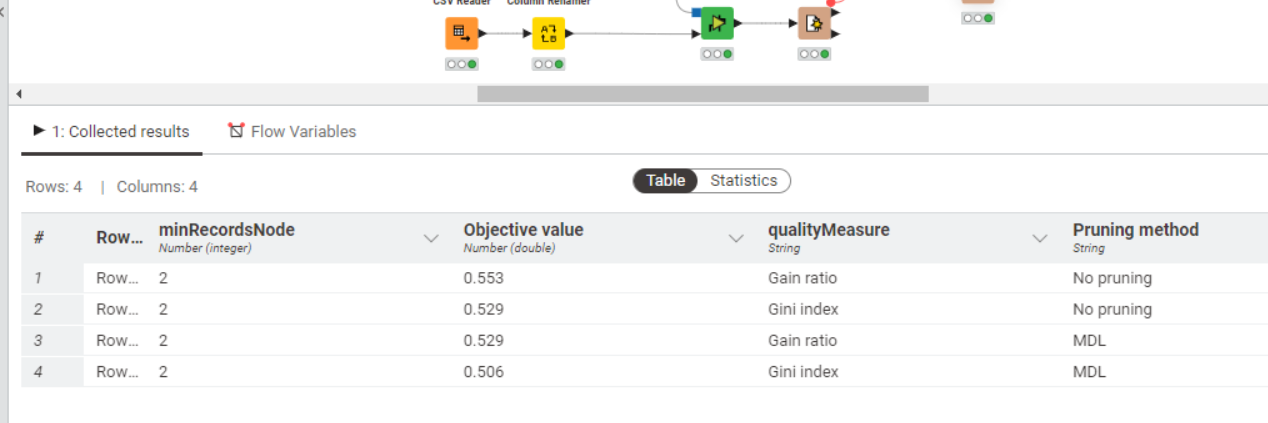 CSV Reader Column Renamer
1: Collected results Flow Variables
Rows: 4 | Columns: 4
Table Statistics
# Row... minRecordsNode Objective value qualityMeasure Pruning method
Number (integer) Number (double) String String
1 Row... 2 0.553 Gain ratio No pruning
2 Row... 2 0.529 Gini index No pruning
3 Row... 2 0.529 Gain ratio MDL
4 Row... 2 0.506 Gini index MDL